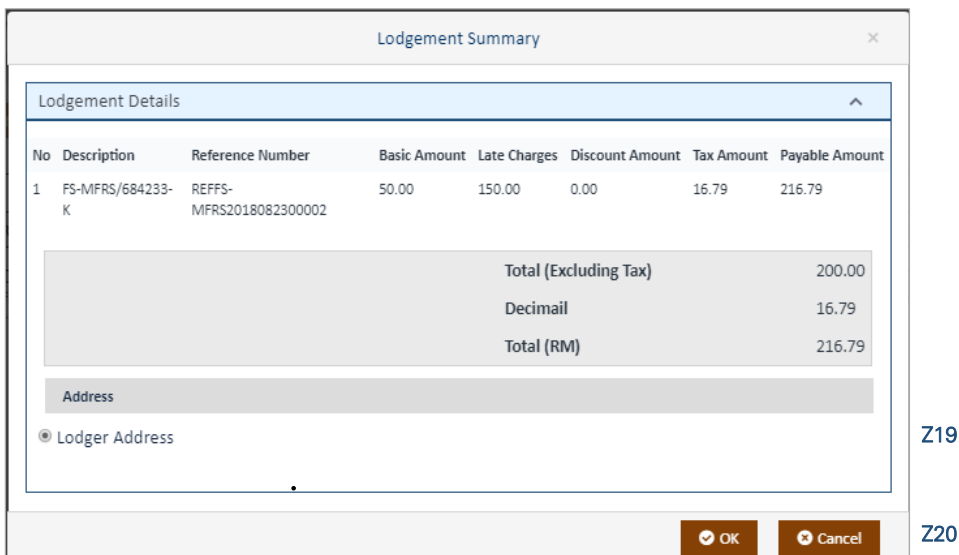 Lodgement Summary ×
Lodgement Details
No Description Reference Number Basic Amount Late Charges Discount Amount Tax Amount Payable Amount
1 FS-MFRS/684233- REFFS- 50.00 150.00 0.00 16.79 216.79
K MFRS2018082300002
Total (Excluding Tax) 200.00
Decimail 16.79
Total (RM) 216.79
Address
Lodger Address
Z19
OK Cancel
Z20